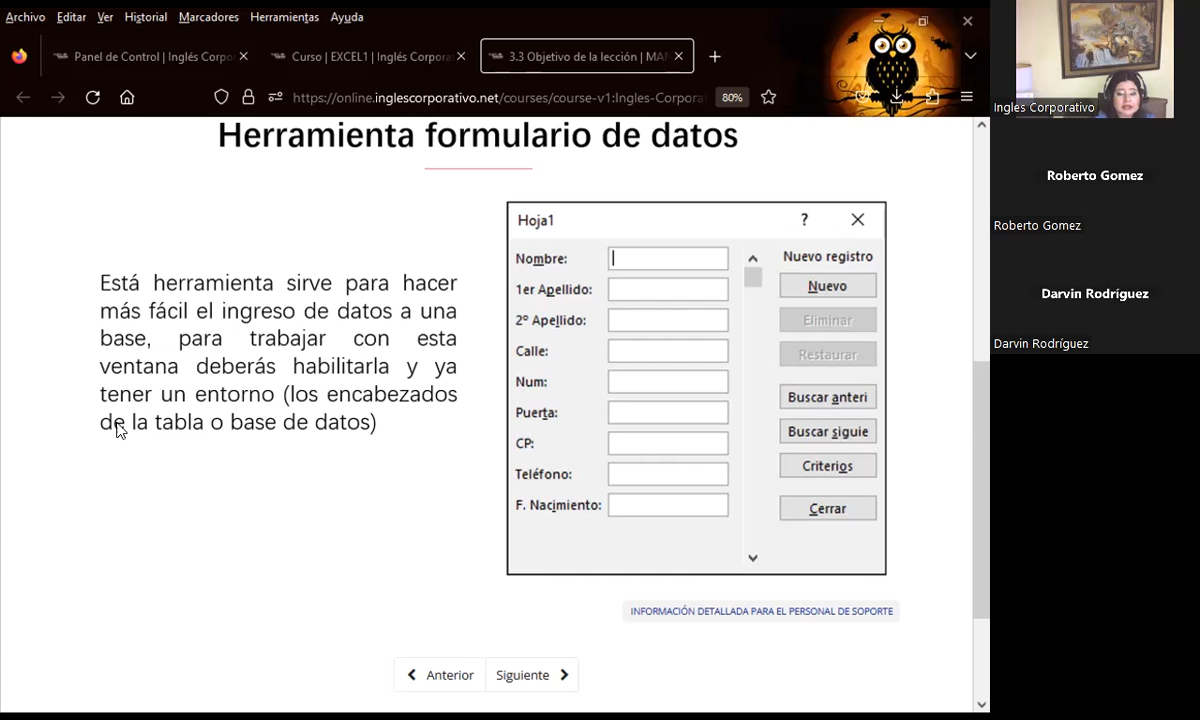 Archivo Editar Ver Historial Marcadores Herramientas Ayuda
Panel de Control | Inglés Corpo
Curso | EXCEL1 | Inglés Corpora
3.3 Objetivo de la lección | MAN
https://online.inglescorporativo.net/courses/course-v1:Ingles-Corpora
80%
Herramienta formulario de datos
Está herramienta sirve para hacer
más fácil el ingreso de datos a una
base, para trabajar con esta
ventana deberás habilitarla y ya
tener un entorno (los encabezados
de la tabla o base de datos)
Hoja1 ?
Nombre:
1er Apellido:
2º Apellido:
Calle:
Num:
Puerta:
CP:
Teléfono:
F. Nacimiento:
Nuevo registro
Nuevo
Eliminar
Restaurar
Buscar anteri
Buscar siguie
Criterios
Cerrar
INFORMACIÓN DETALLADA PARA EL PERSONAL DE SOPORTE
Anterior
Siguiente
Ingles Corporativo
Roberto Gomez
Roberto Gomez
Darvin Rodríguez
Darvin Rodríguez